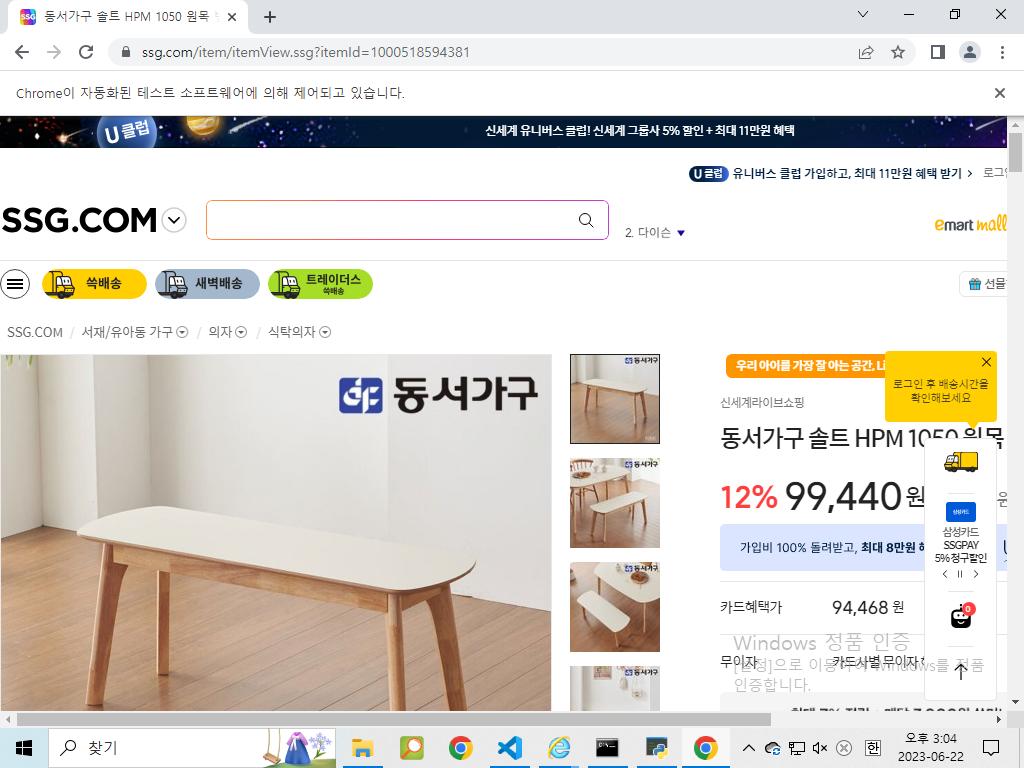 동서가구 솔트 HPM 1050 원목
ssg.com/item/itemView.ssg?itemId=1000518594381
Chrome이 자동화된 테스트 소프트웨어에 의해 제어되고 있습니다.
U클럽
신세계 유니버스 클럽! 신세계 그룹사 5% 할인 + 최대 11만원 혜택
U클럽 유니버스 클럽 가입하고, 최대 11만원 혜택 받기 >
SSG.COM
2. 다이슨
emart mall
쓱배송
새벽배송
트레이더스
쓱배송
선물
SSG.COM / 서재/유아동 가구 / 의자 / 식탁의자
동서가구
우리 아이를 가장 잘 아는 공간,
로그인 후 배송시간을
확인해보세요
신세계라이브쇼핑
동서가구 솔트 HPM 1050 원목
12% 99,440원
가입비 100% 돌려받고, 최대 8만원
삼성카드
삼성카드
SSGPAY
5% 청구할인
카드혜택가 94,468 원
0
무이자 카드사별 무이자
Windows 정품 인증
[설정]으로 이동하여 Windows를 정품
인증합니다.
찾기
한
오후 3:04
2023-06-22